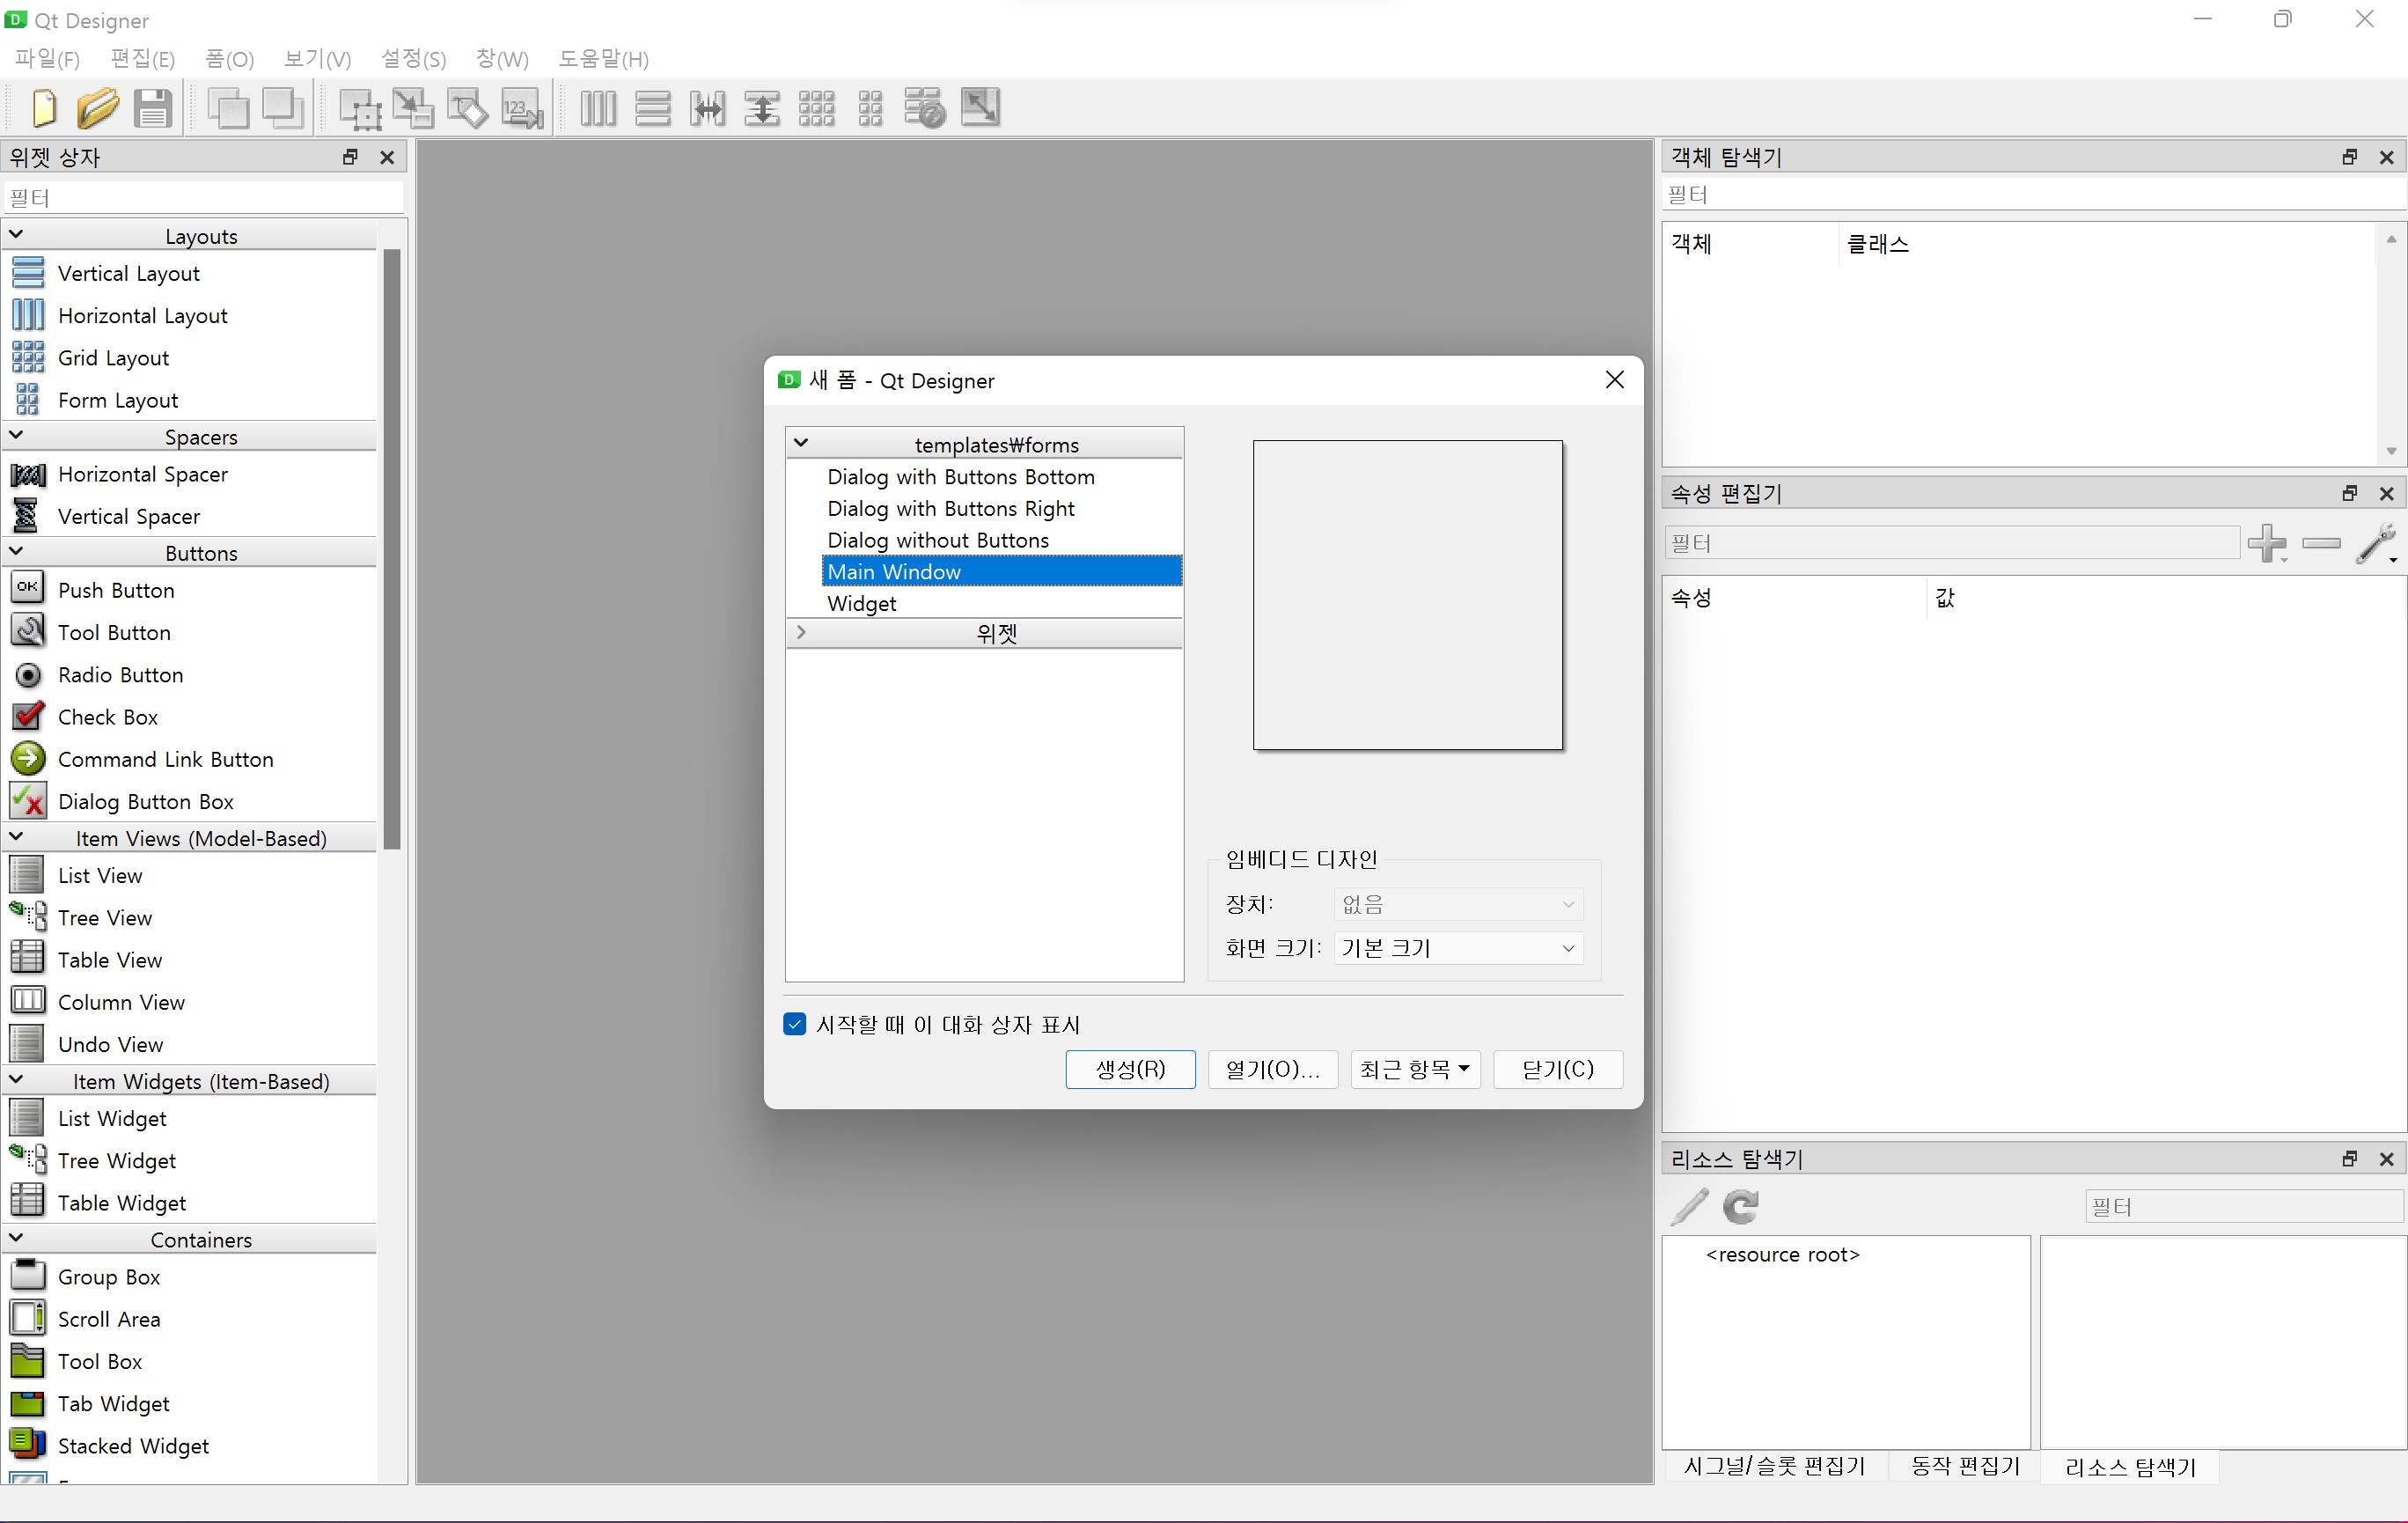 Qt Designer
파일(F) 편집(E) 폼(O) 보기(V) 설정(S) 창(W) 도움말(H)
위젯 상자
필터
Layouts
Vertical Layout
Horizontal Layout
Grid Layout
Form Layout
Spacers
Horizontal Spacer
Vertical Spacer
Buttons
OK Push Button
Tool Button
Radio Button
Check Box
Command Link Button
Dialog Button Box
Item Views (Model-Based)
List View
Tree View
Table View
Column View
Undo View
Item Widgets (Item-Based)
List Widget
Tree Widget
Table Widget
Containers
Group Box
Scroll Area
Tool Box
Tab Widget
Stacked Widget
새 폼 - Qt Designer
templates₩forms
Dialog with Buttons Bottom
Dialog with Buttons Right
Dialog without Buttons
Main Window
Widget
위젯
임베디드 디자인
장치: 없음
화면 크기: 기본 크기
시작할 때 이 대화 상자 표시
생성(R) 열기(O)... 최근 항목 닫기(C)
객체 탐색기
필터
객체 클래스
속성 편집기
필터
속성 값
리소스 탐색기
필터
<resource root>
시그널/슬롯 편집기 동작 편집기 리소스 탐색기